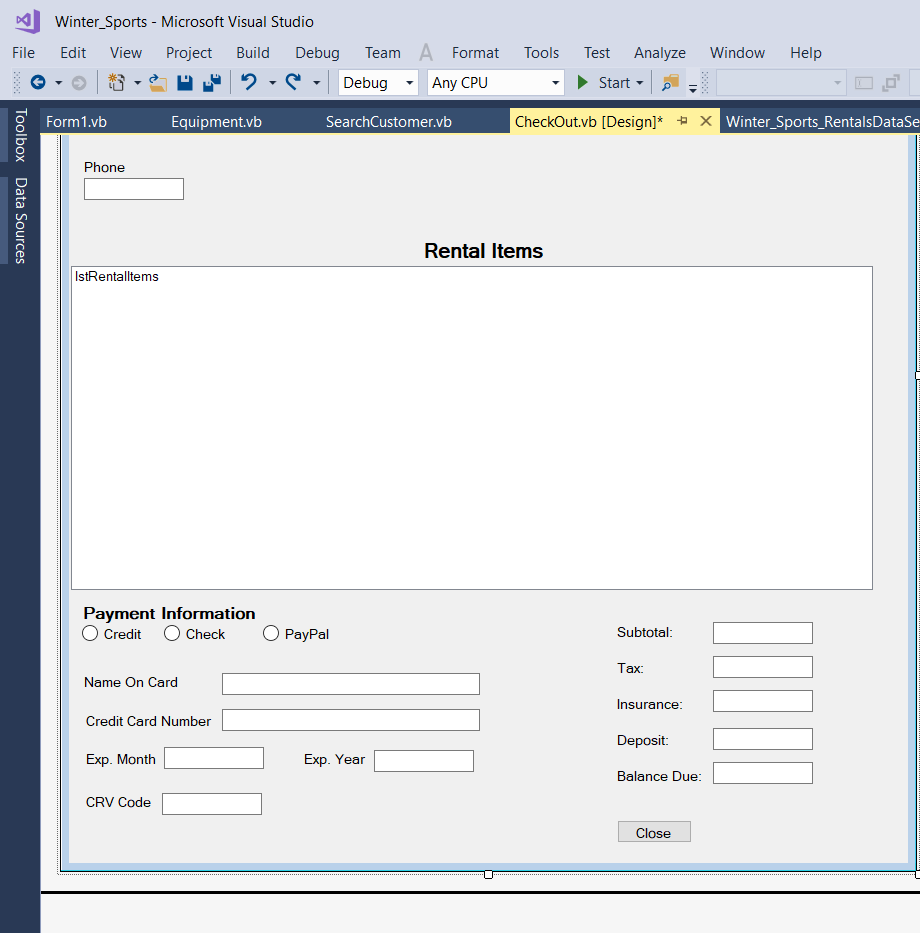 Winter_Sports - Microsoft Visual Studio
File Edit View Project Build Debug Team A Format Tools Test Analyze Window Help
Debug Any CPU Start
Form1.vb Equipment.vb SearchCustomer.vb CheckOut.vb [Design]* Winter_Sports_RentalsDataSe
Toolbox
Data Sources
Phone
Rental Items
lstRentalItems
Payment Information
Credit Check PayPal
Subtotal:
Tax:
Name On Card
Insurance:
Credit Card Number
Deposit:
Exp. Month Exp. Year
Balance Due:
CRV Code
Close